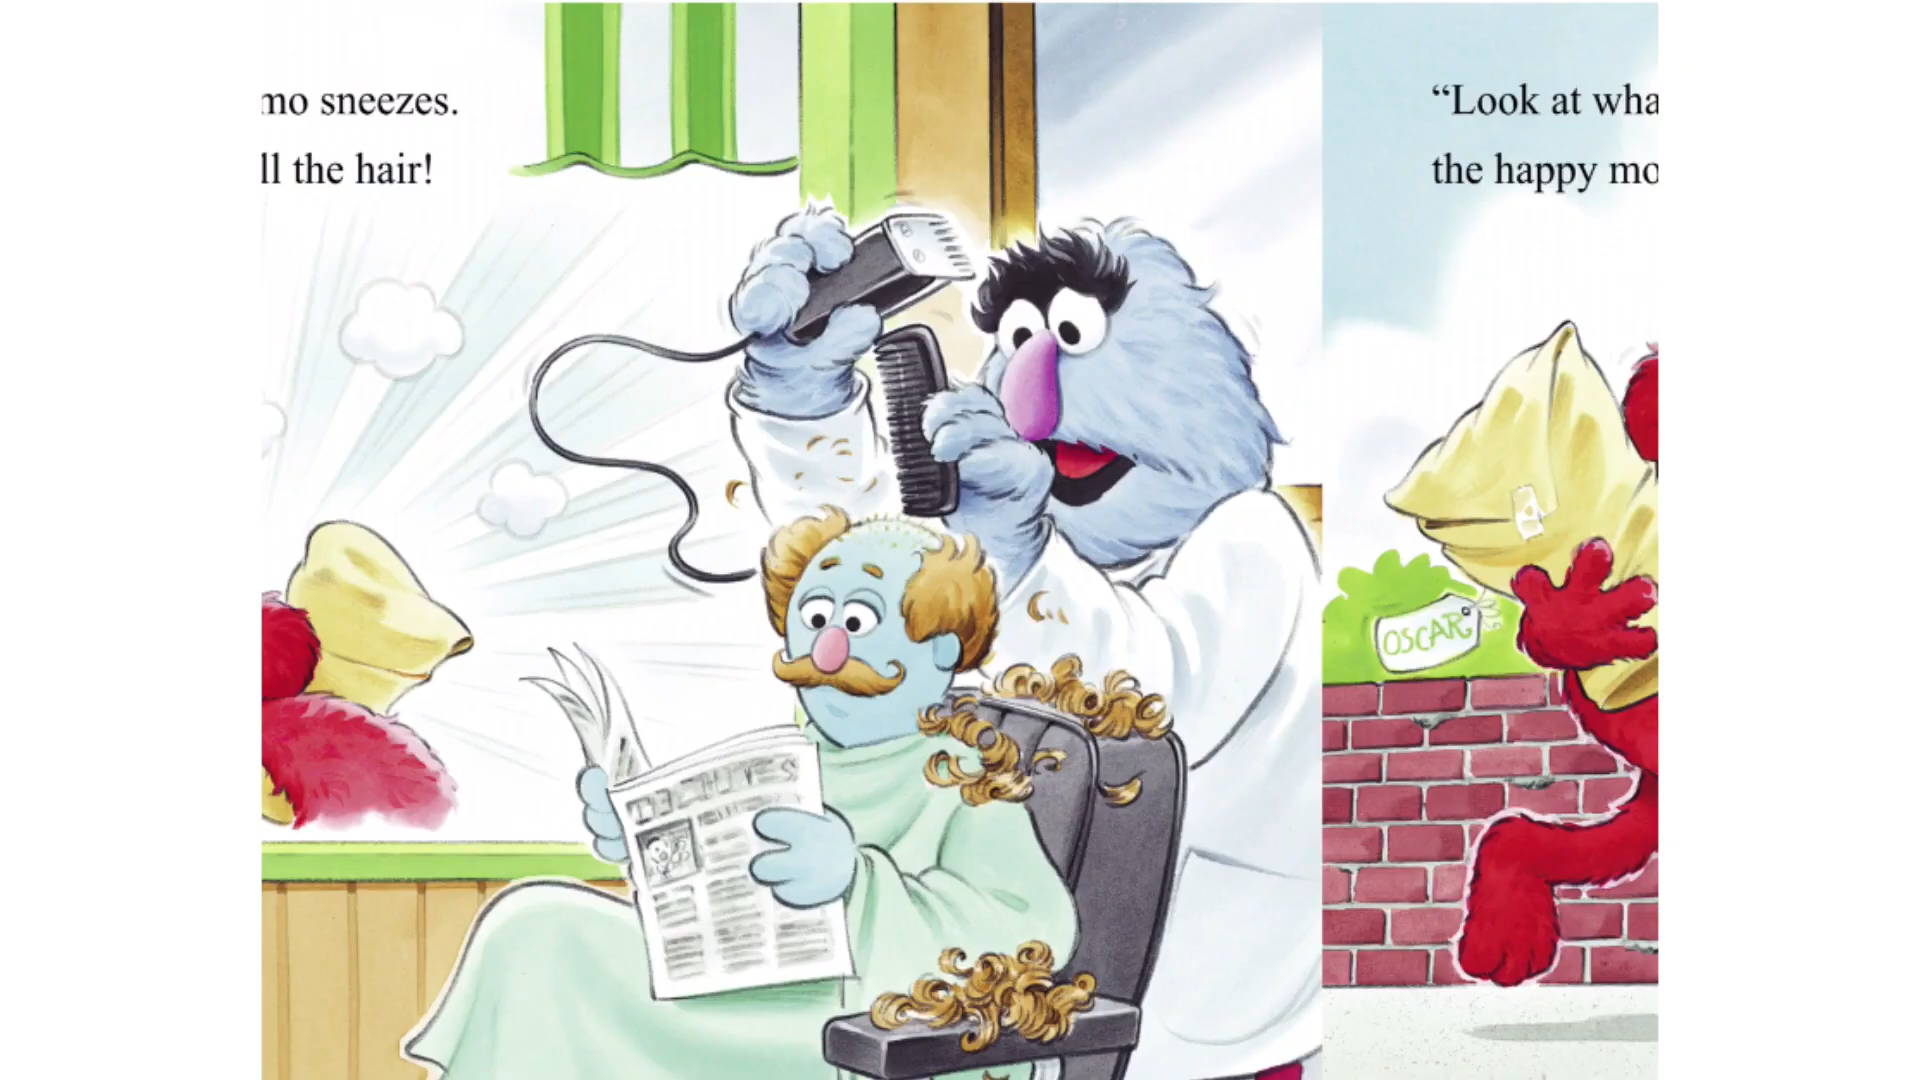 mo sneezes.
ll the hair!
“Look at wha
the happy mo
OSCAR